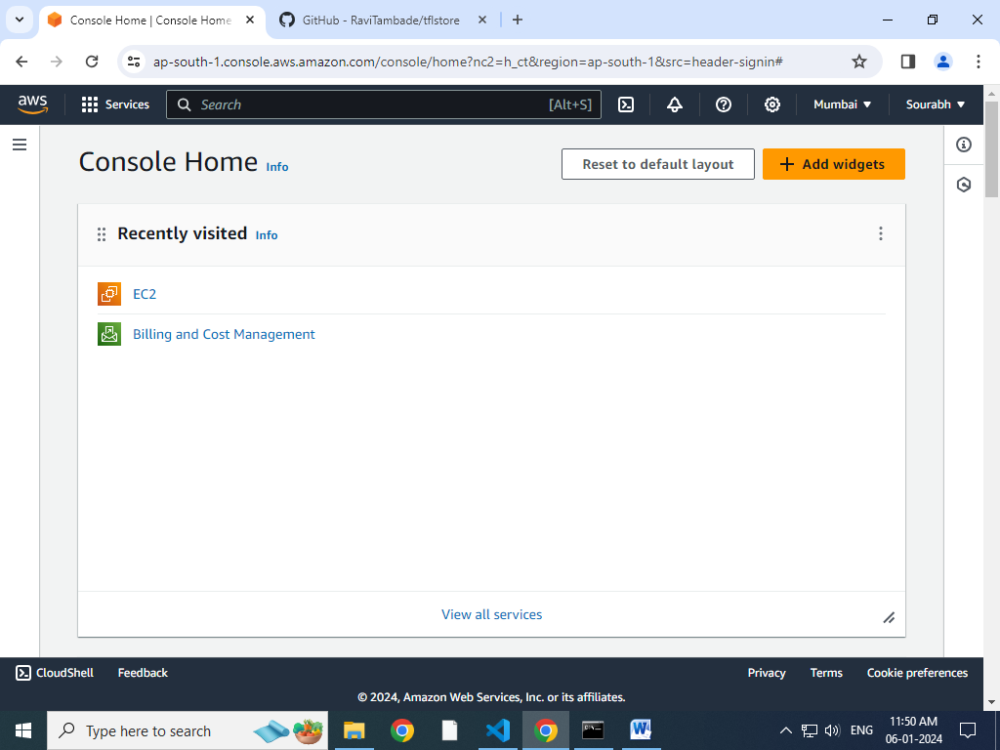 Console Home | Console Home
GitHub - RaviTambade/tflstore
ap-south-1.console.aws.amazon.com/console/home?nc2=h_ct&region=ap-south-1&src=header-signin#
aws
Services
Search
[Alt+S]
Mumbai
Sourabh
Console Home Info
Reset to default layout
Add widgets
Recently visited Info
EC2
Billing and Cost Management
View all services
CloudShell
Feedback
Privacy
Terms
Cookie preferences
© 2024, Amazon Web Services, Inc. or its affiliates.
Type here to search
ENG
11:50 AM
06-01-2024